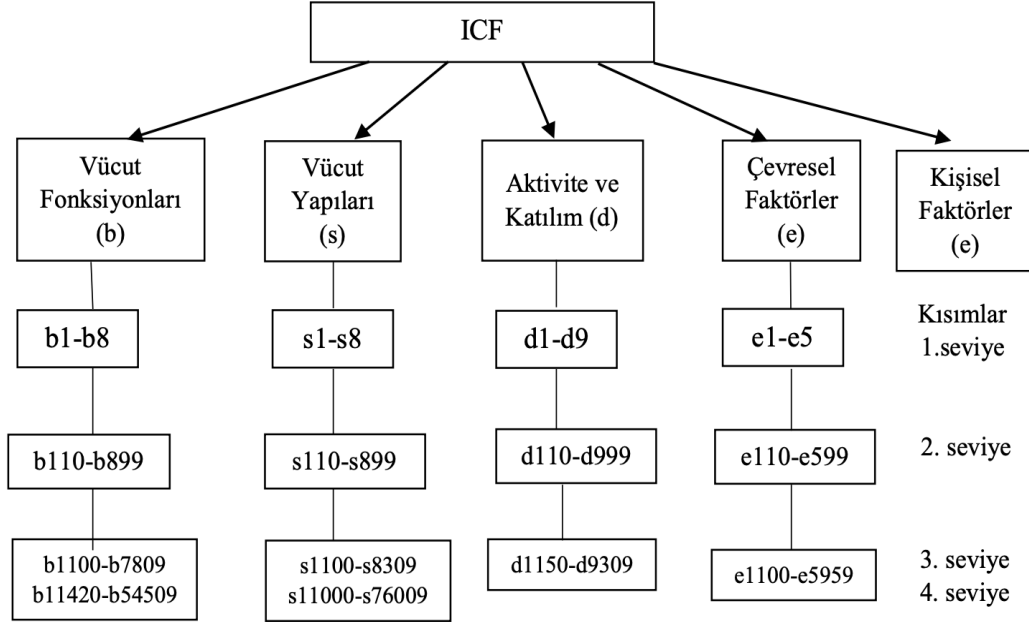 ICF
Vücut
Fonksiyonları
(b)
Vücut
Yapıları
(s)
Aktivite ve
Katılım (d)
Çevresel
Faktörler
(e)
Kişisel
Faktörler
(e)
b1-b8
s1-s8
d1-d9
e1-e5
Kısımlar
1.seviye
b110-b899
s110-s899
d110-d999
e110-e599
2. seviye
b1100-b7809
b11420-b54509
s1100-s8309
s11000-s76009
d1150-d9309
e1100-e5959
3. seviye
4. seviye